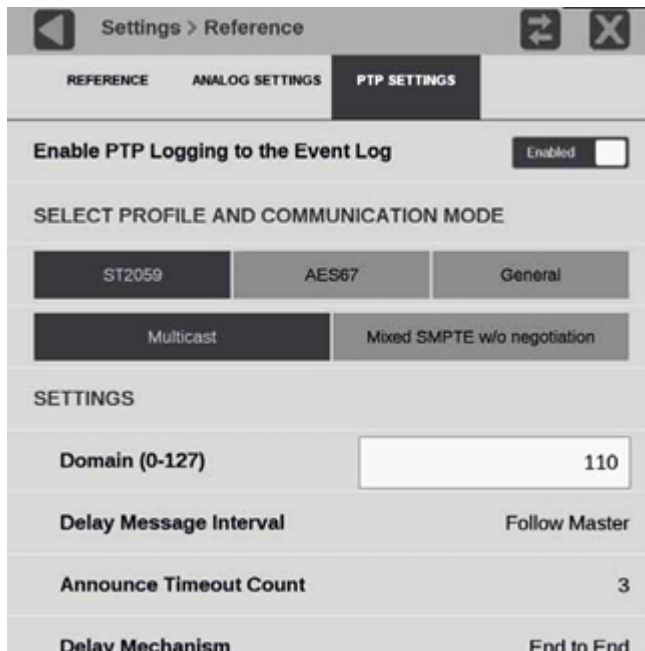 Settings > Reference
REFERENCE ANALOG SETTINGS PTP SETTINGS
Enable PTP Logging to the Event Log Enabled
SELECT PROFILE AND COMMUNICATION MODE
ST2059 AES67 General
Multicast Mixed SMPTE w/o negotiation
SETTINGS
Domain (0-127) 110
Delay Message Interval Follow Master
Announce Timeout Count 3
Delay Mechanism End to End